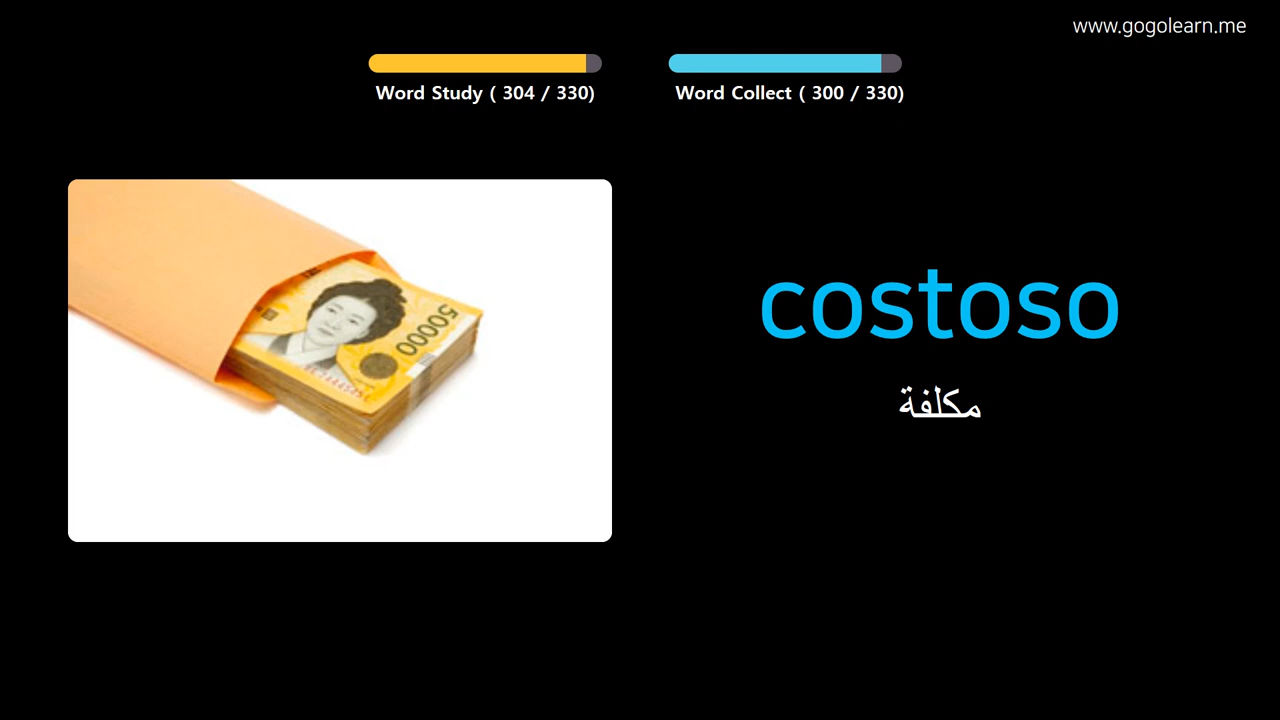 www.gogolearn.me
Word Study ( 304 / 330)
Word Collect ( 300 / 330)
costoso
مكلفة
50000